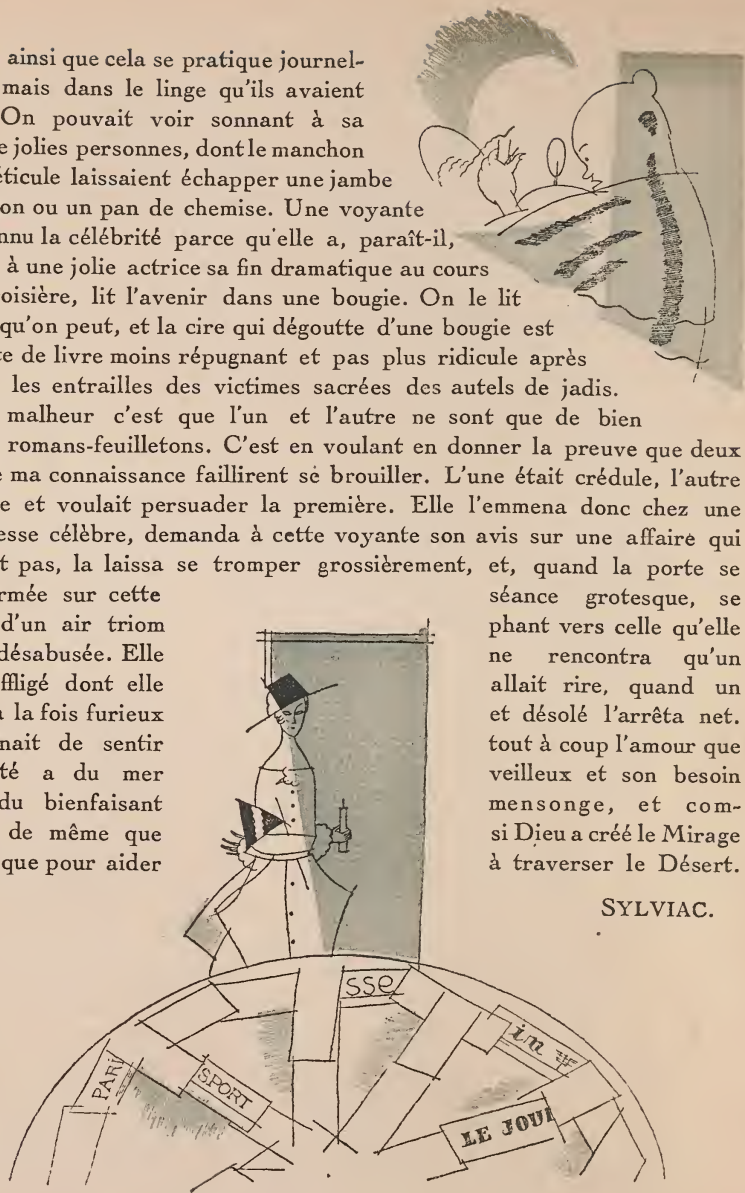 ainsi que cela se pratique journel-
mais dans le linge qu'ils avaient
On pouvait voir sonnant à sa
e jolies personnes, dont le manchon
éticule laissaient échapper une jambe
on ou un pan de chemise. Une voyante
nnu la célébrité parce qu'elle a, paraît-il,
à une jolie actrice sa fin dramatique au cours
oisière, lit l'avenir dans une bougie. On le lit
qu'on peut, et la cire qui dégoutte d'une bougie est
te de livre moins répugnant et pas plus ridicule après
les entrailles des victimes sacrées des autels de jadis.
malheur c'est que l'un et l'autre ne sont que de bien
romans-feuilletons. C'est en voulant en donner la preuve que deux
e ma connaissance faillirent se brouiller. L'une était crédule, l'autre
e et voulait persuader la première. Elle l'emmena donc chez une
esse célèbre, demanda à cette voyante son avis sur une affaire qui
t pas, la laissa se tromper grossièrement, et, quand la porte se
rmée sur cette séance grotesque, se
d'un air triom phant vers celle qu'elle
désabusée. Elle ne rencontra qu'un
ffligé dont elle allait rire, quand un
à la fois furieux et désolé l'arrêta net.
nait de sentir tout à coup l'amour que
té a du mer veilleux et son besoin
du bienfaisant mensonge, et com-
de même que si Dieu a créé le Mirage
que pour aider à traverser le Désert.
SYLVIAC.
sse
in
PARI
SPORT
LE JOUR